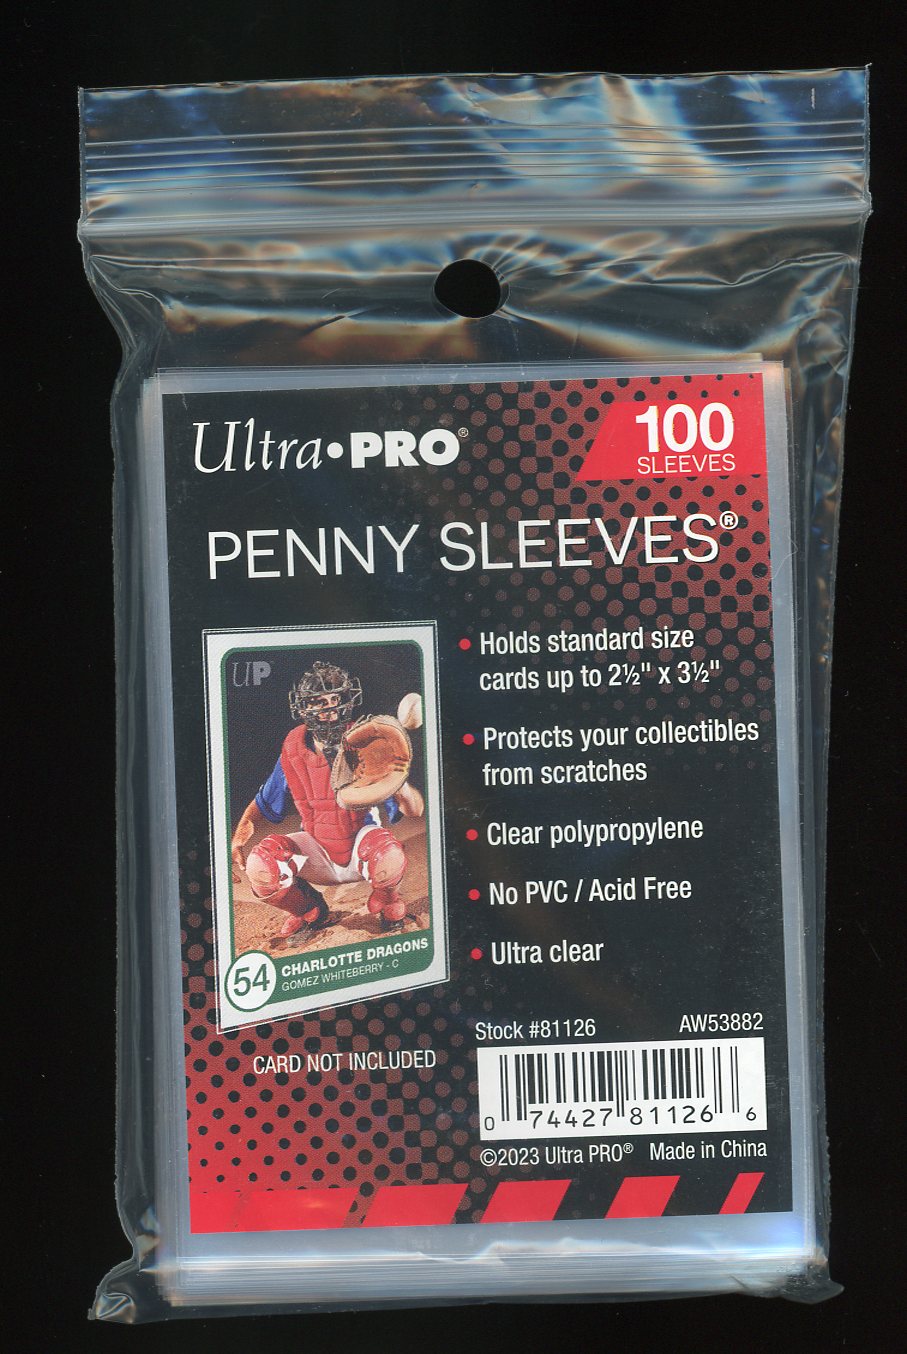 Ultra•PRO®
100
SLEEVES
PENNY SLEEVES®
UP
54
CHARLOTTE DRAGONS
GOMEZ WHITEBERRY - C
CARD NOT INCLUDED
• Holds standard size
cards up to 2½" x 3½"
• Protects your collectibles
from scratches
• Clear polypropylene
• No PVC / Acid Free
• Ultra clear
Stock #81126 AW53882
0 74427 81126 6
©2023 Ultra PRO® Made in China